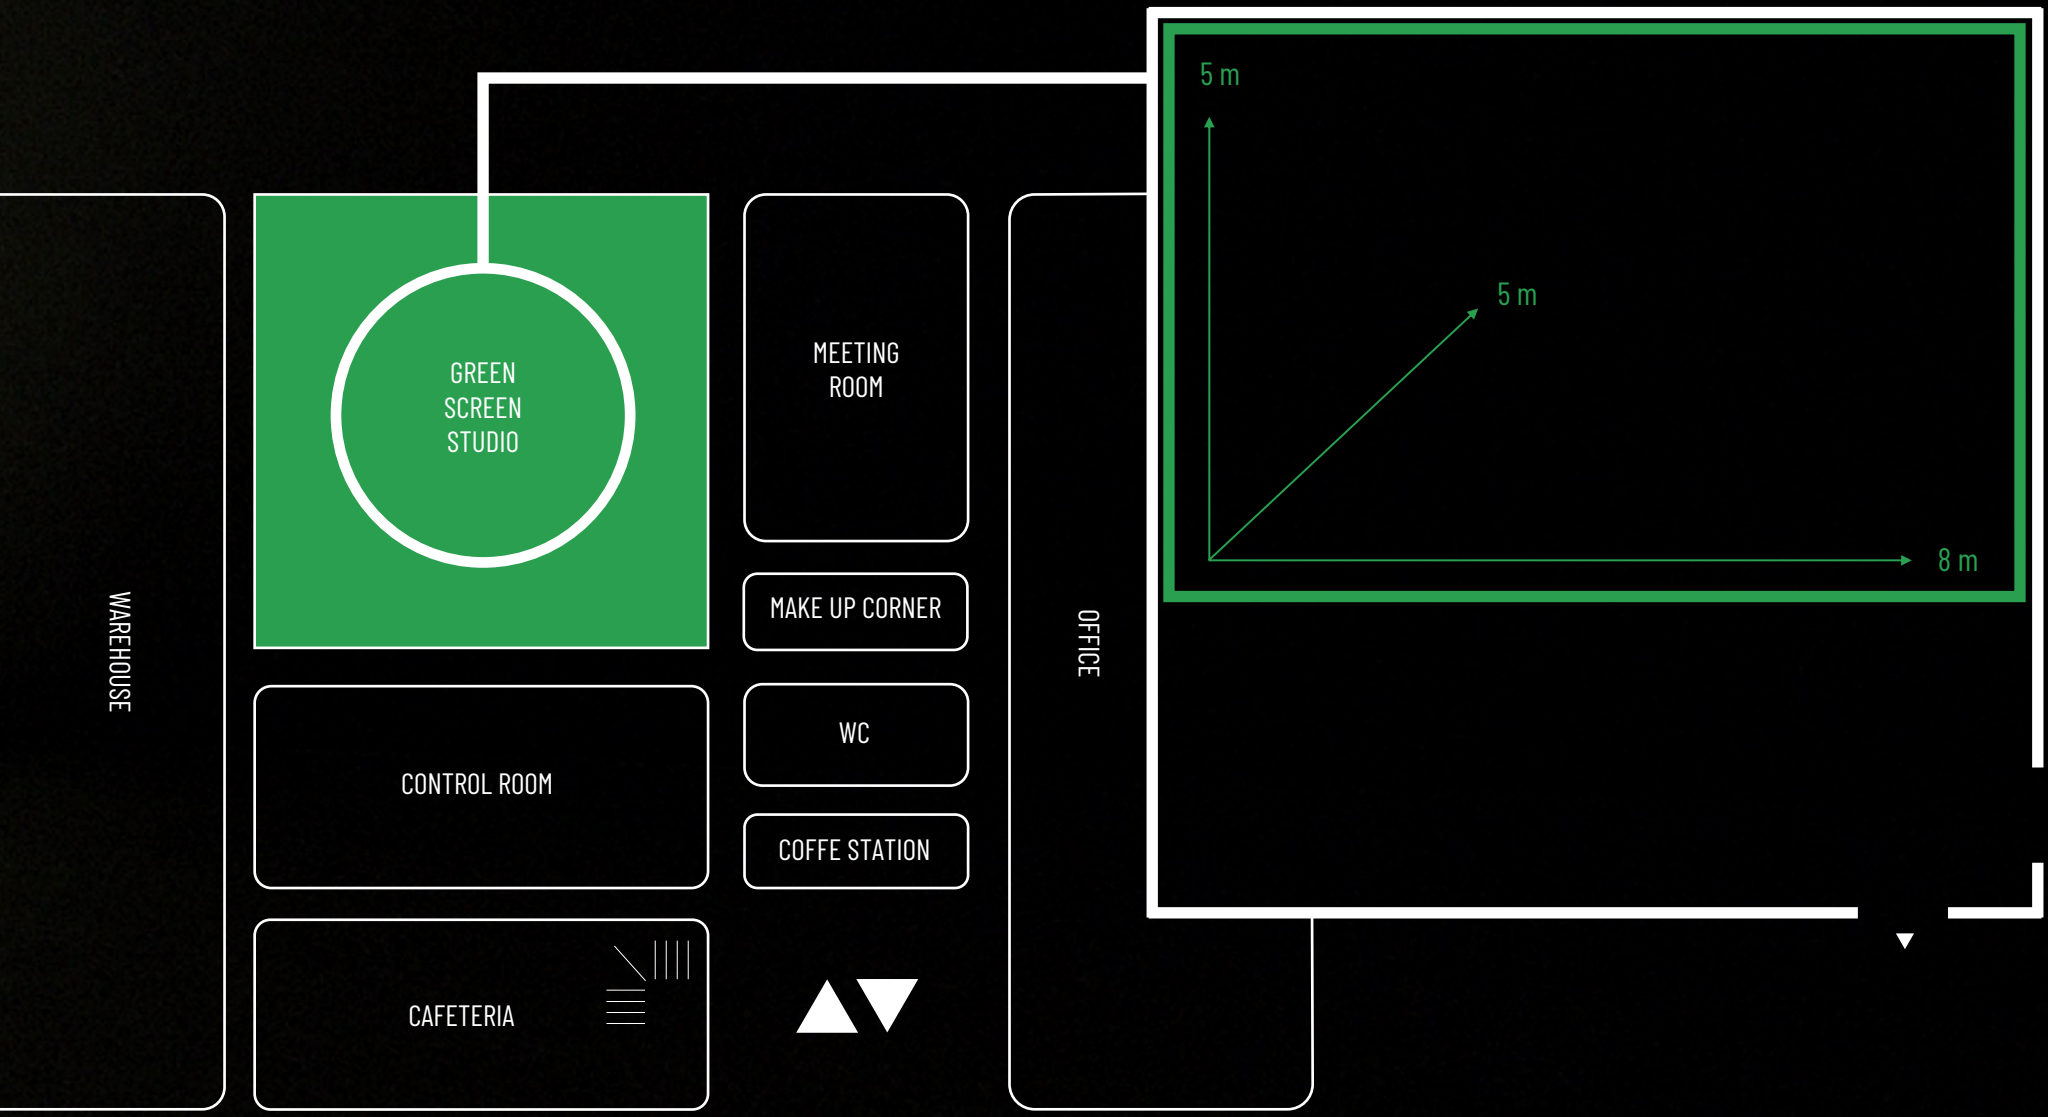 5 m
5 m
8 m
GREEN
SCREEN
STUDIO
MEETING
ROOM
MAKE UP CORNER
WAREHOUSE
OFFICE
WC
CONTROL ROOM
COFFE STATION
CAFETERIA